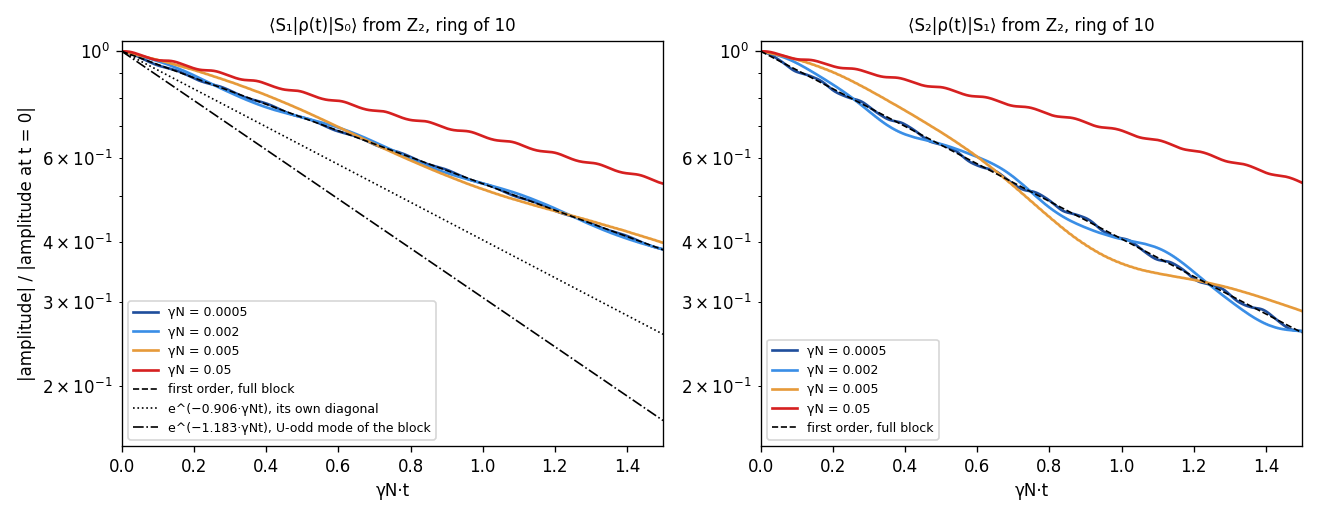 ⟨S₁|ρ(t)|S₀⟩ from Z₂, ring of 10
|amplitude| / |amplitude at t = 0|
10⁰
6 × 10⁻¹
4 × 10⁻¹
3 × 10⁻¹
2 × 10⁻¹
γN = 0.0005
γN = 0.002
γN = 0.005
γN = 0.05
first order, full block
e^(−0.906·γNt), its own diagonal
e^(−1.183·γNt), U-odd mode of the block
0.0 0.2 0.4 0.6 0.8 1.0 1.2 1.4
γN·t
⟨S₂|ρ(t)|S₁⟩ from Z₂, ring of 10
10⁰
6 × 10⁻¹
4 × 10⁻¹
3 × 10⁻¹
2 × 10⁻¹
γN = 0.0005
γN = 0.002
γN = 0.005
γN = 0.05
first order, full block
0.0 0.2 0.4 0.6 0.8 1.0 1.2 1.4
γN·t